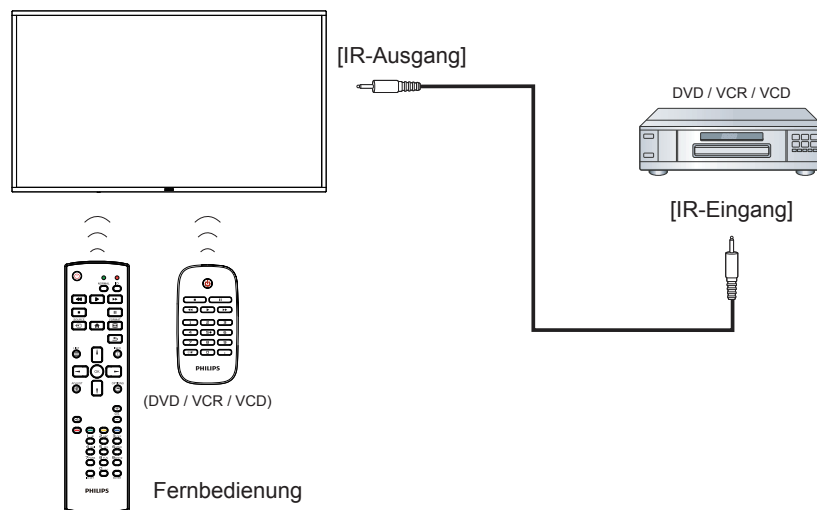 [IR-Ausgang]
DVD / VCR / VCD
[IR-Eingang]
PHILIPS
(DVD / VCR / VCD)
PHILIPS
Fernbedienung